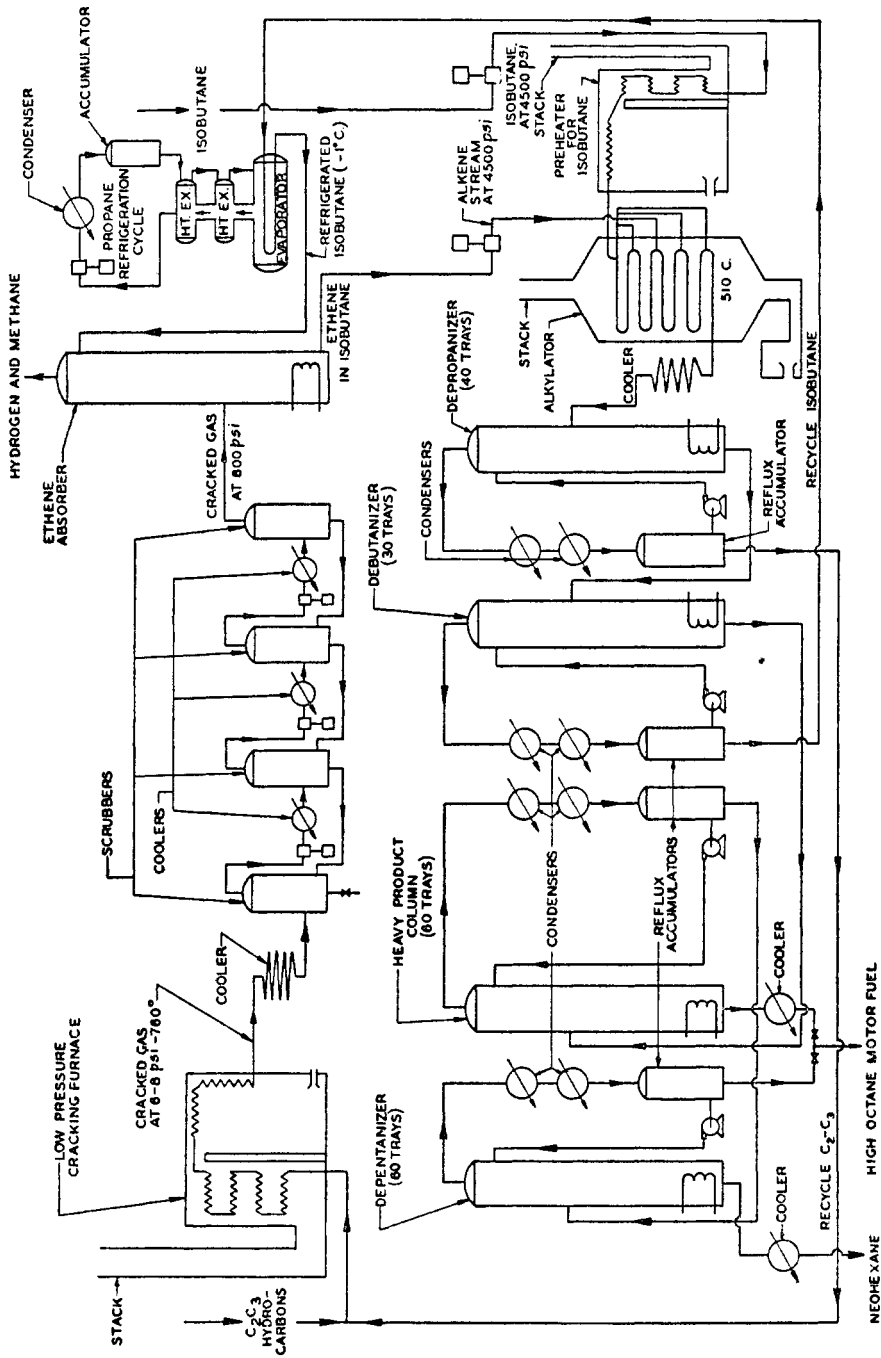 STACK
LOW PRESSURE
CRACKING FURNACE
C₂C₃
HYDRO-
CARBONS
CRACKED GAS
AT 6-8 psi -760°
COOLER
SCRUBBERS
COOLERS
CRACKED GAS
AT 800 psi
ETHENE
ABSORBER
HYDROGEN AND METHANE
CONDENSER
ACCUMULATOR
PROPANE
REFRIGERATION
CYCLE
HT. EX.
HT. EX.
EVAPORATOR
ISOBUTANE
REFRIGERATED
ISOBUTANE (-1°C.)
ETHENE
IN ISOBUTANE
ALKENE
STREAM
AT 4500 psi
ISOBUTANE
AT 4500 psi
STACK
PREHEATER
FOR
ISOBUTANE
DEPENTANIZER
(60 TRAYS)
HEAVY PRODUCT
COLUMN
(60 TRAYS)
CONDENSERS
REFLUX
ACCUMULATORS
DEBUTANIZER
(30 TRAYS)
CONDENSERS
DEPROPANIZER
(40 TRAYS)
REFLUX
ACCUMULATOR
COOLER
ALKYLATOR
STACK
510 C.
RECYCLE ISOBUTANE
COOLER
COOLER
RECYCLE C₂-C₃
NEOHEXANE
HIGH OCTANE MOTOR FUEL